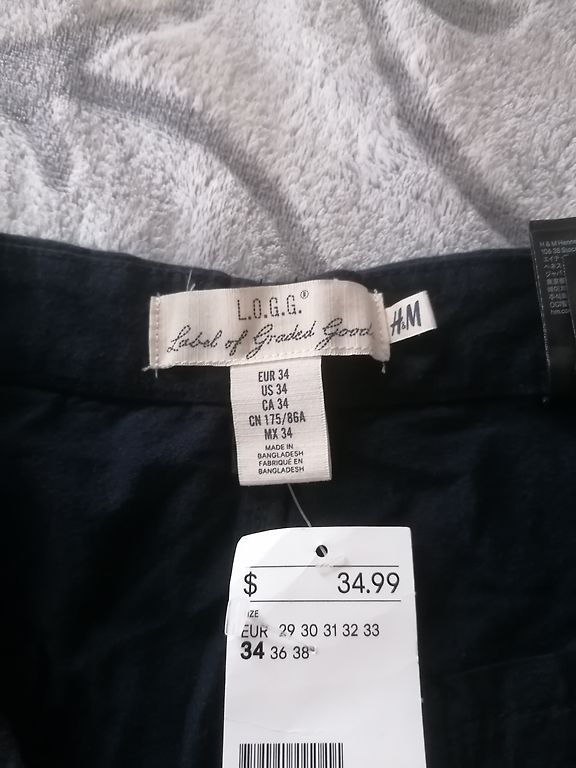 L.O.G.G.®
Label of Graded Goods
H&M
EUR 34
US 34
CA 34
CN 175/86A
MX 34
MADE IN
BANGLADESH
FABRIQUÉ EN
BANGLADESH
H & M Henne
$ 34.99
EUR 29 30 31 32 33
34 36 38